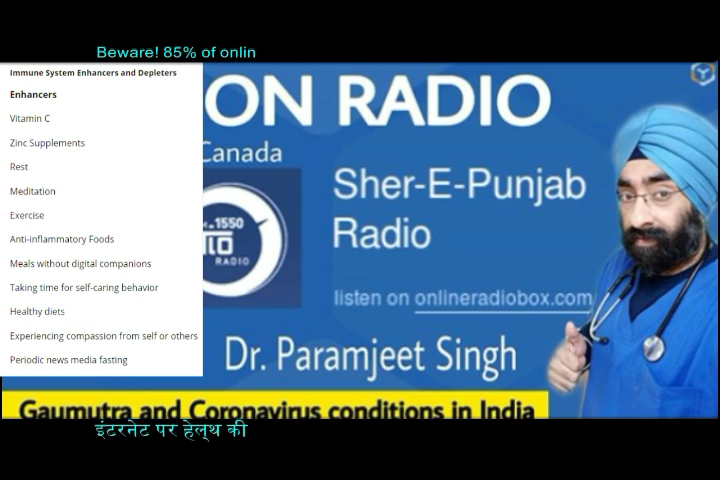 Beware! 85% of onlin
Immune System Enhancers and Depleters
Enhancers
Vitamin C
Zinc Supplements
Rest
Meditation
Exercise
Anti-inflammatory Foods
Meals without digital companions
Taking time for self-caring behavior
Healthy diets
Experiencing compassion from self or others
Periodic news media fasting
ON RADIO
Canada
1550
RADIO
Sher-E-Punjab
Radio
listen on onlineradiobox.com
Dr. Paramjeet Singh
Gaumutra and Coronavirus conditions in India
इंटरनेट पर हेल्थ की